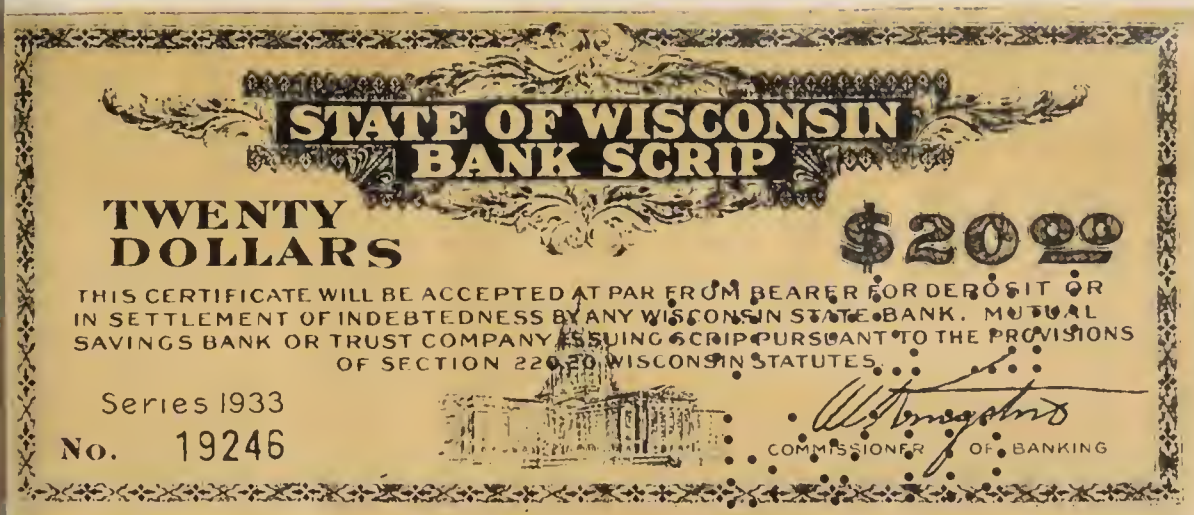 STATE OF WISCONSIN
BANK SCRIP
TWENTY
DOLLARS
$20.00
THIS CERTIFICATE WILL BE ACCEPTED AT PAR FROM BEARER FOR DEPOSIT OR
IN SETTLEMENT OF INDEBTEDNESS BY ANY WISCONSIN STATE BANK. MUTUAL
SAVINGS BANK OR TRUST COMPANY ISSUING SCRIP PURSUANT TO THE PROVISIONS
OF SECTION 220.20 WISCONSIN STATUTES.
Series 1933
No. 19246
COMMISSIONER OF BANKING